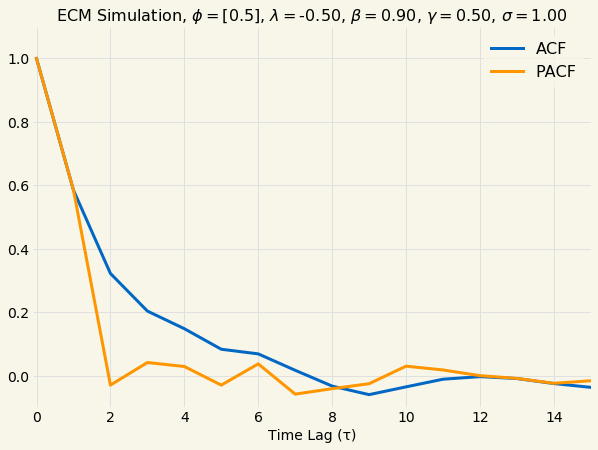 ECM Simulation, ϕ = [0.5], λ = -0.50, β = 0.90, γ = 0.50, σ = 1.00
ACF
PACF
1.0
0.8
0.6
0.4
0.2
0.0
0 2 4 6 8 10 12 14
Time Lag (τ)